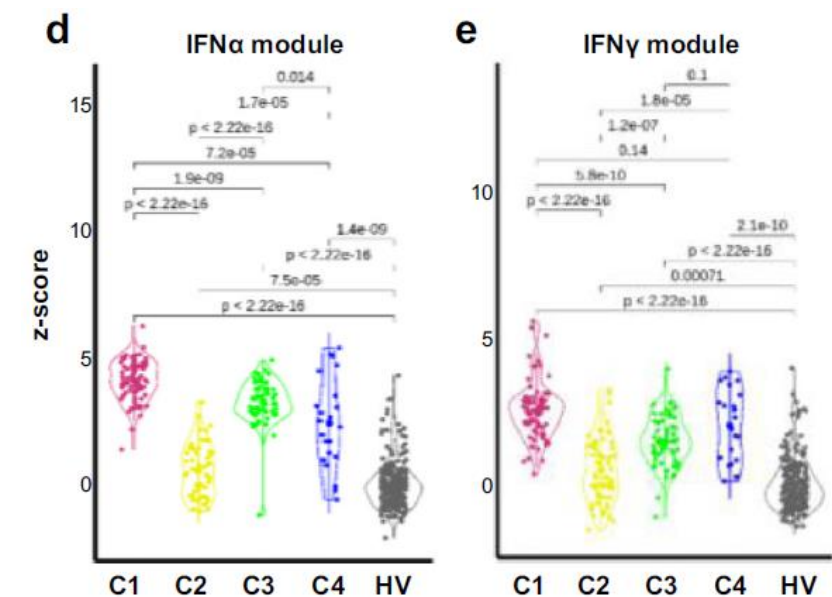 d
IFNα module
z-score
15
10
5
0
0.014
1.7e-05
p < 2.22e-16
7.2e-05
1.9e-09
p < 2.22e-16
1.4e-09
p < 2.22e-16
7.5e-05
p < 2.22e-16
C1 C2 C3 C4 HV
e
IFNγ module
10
5
0
0.1
1.8e-05
1.2e-07
0.14
5.8e-10
p < 2.22e-16
2.1e-10
p < 2.22e-16
0.00071
p < 2.22e-16
C1 C2 C3 C4 HV